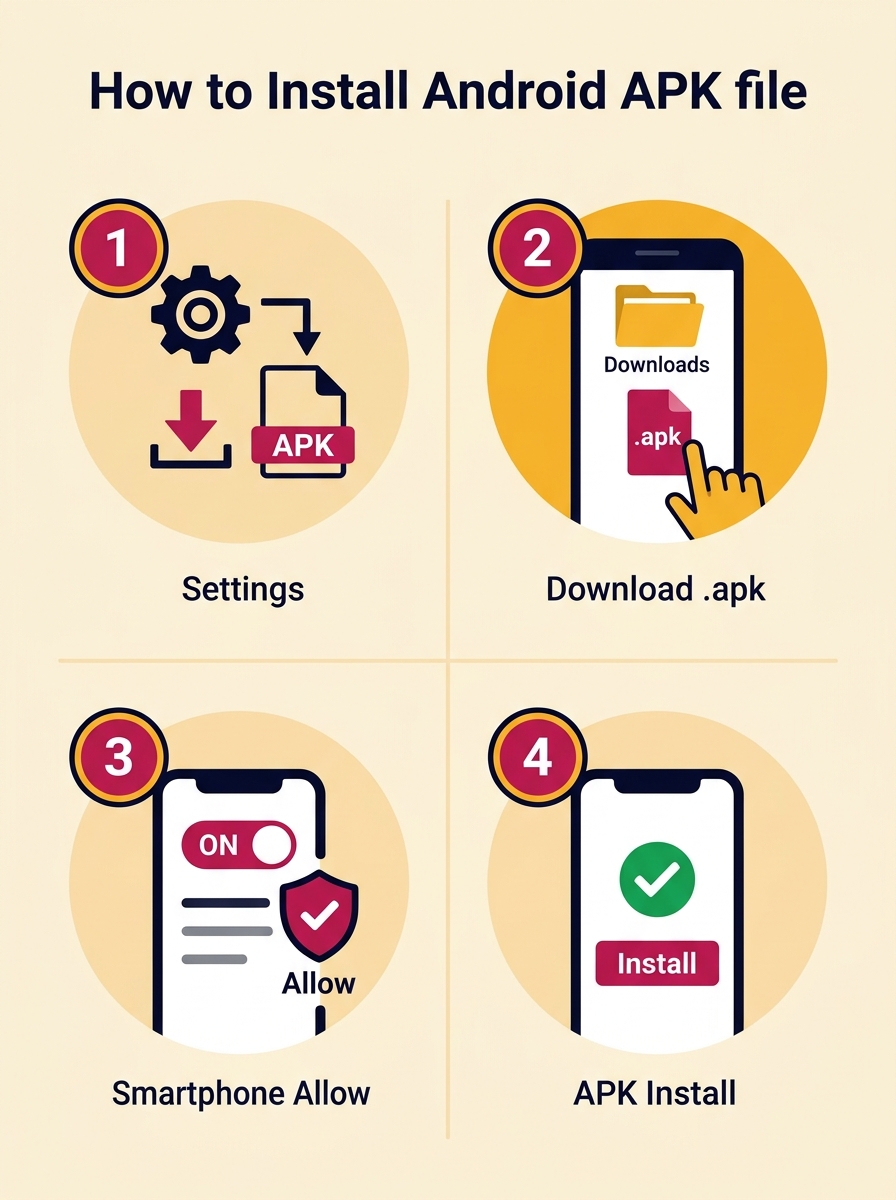 How to Install Android APK file
1
APK
Settings
2
Downloads
.apk
Download .apk
3
ON
Allow
Smartphone Allow
4
Install
APK Install